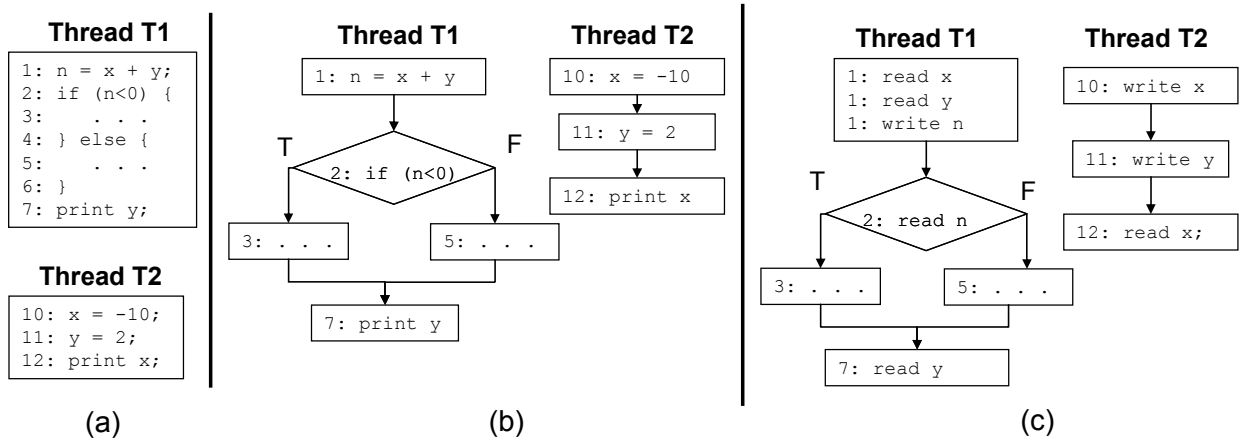 Thread T1
1: n = x + y;
2: if (n<0) {
3:    . . .
4: } else {
5:    . . .
6: }
7: print y;
Thread T2
10: x = -10;
11: y = 2;
12: print x;
(a)
Thread T1
1: n = x + y
T
F
2: if (n<0)
3: . . .
5: . . .
7: print y
Thread T2
10: x = -10
11: y = 2
12: print x
(b)
Thread T1
1: read x
1: read y
1: write n
T
F
2: read n
3: . . .
5: . . .
7: read y
Thread T2
10: write x
11: write y
12: read x;
(c)